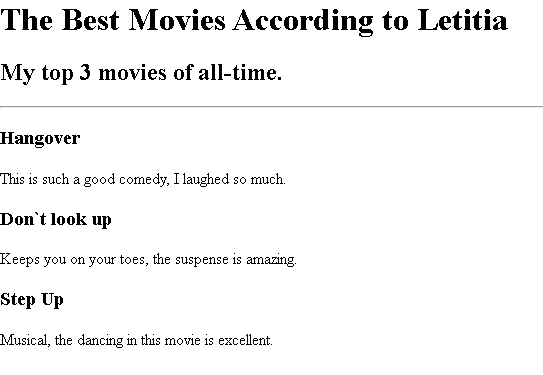 The Best Movies According to Letitia
My top 3 movies of all-time.
Hangover
This is such a good comedy, I laughed so much.
Don`t look up
Keeps you on your toes, the suspense is amazing.
Step Up
Musical, the dancing in this movie is excellent.